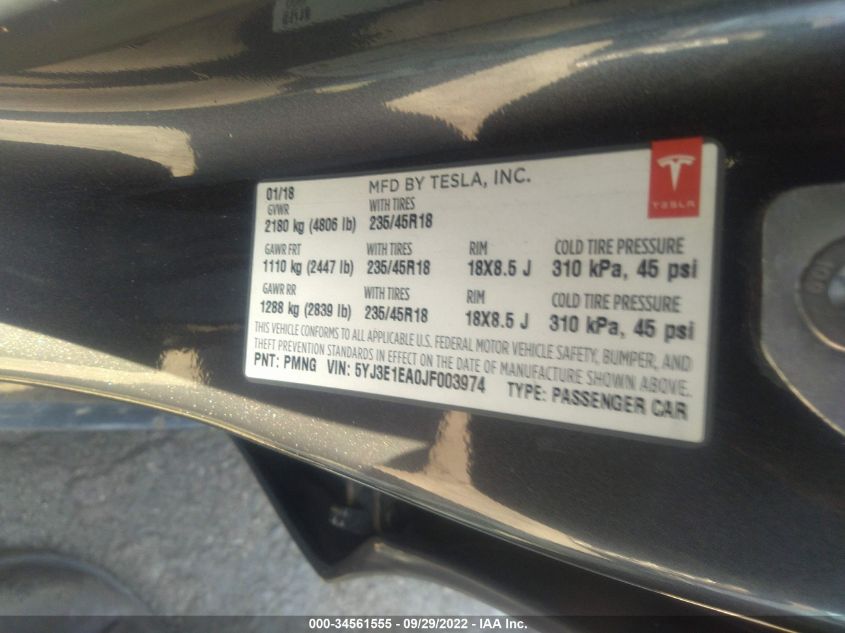 01/18 MFD BY TESLA, INC.
TESLA
GVWR WITH TIRES
2180 kg (4806 lb) 235/45R18
GAWR FRT WITH TIRES RIM COLD TIRE PRESSURE
1110 kg (2447 lb) 235/45R18 18X8.5 J 310 kPa, 45 psi
GAWR RR WITH TIRES RIM COLD TIRE PRESSURE
1288 kg (2839 lb) 235/45R18 18X8.5 J 310 kPa, 45 psi
THIS VEHICLE CONFORMS TO ALL APPLICABLE U.S. FEDERAL MOTOR VEHICLE SAFETY, BUMPER, AND
THEFT PREVENTION STANDARDS IN EFFECT ON THE DATE OF MANUFACTURE SHOWN ABOVE.
PNT: PMNG VIN: 5YJ3E1EA0JF003974 TYPE: PASSENGER CAR
000-34561555 - 09/29/2022 - IAA Inc.